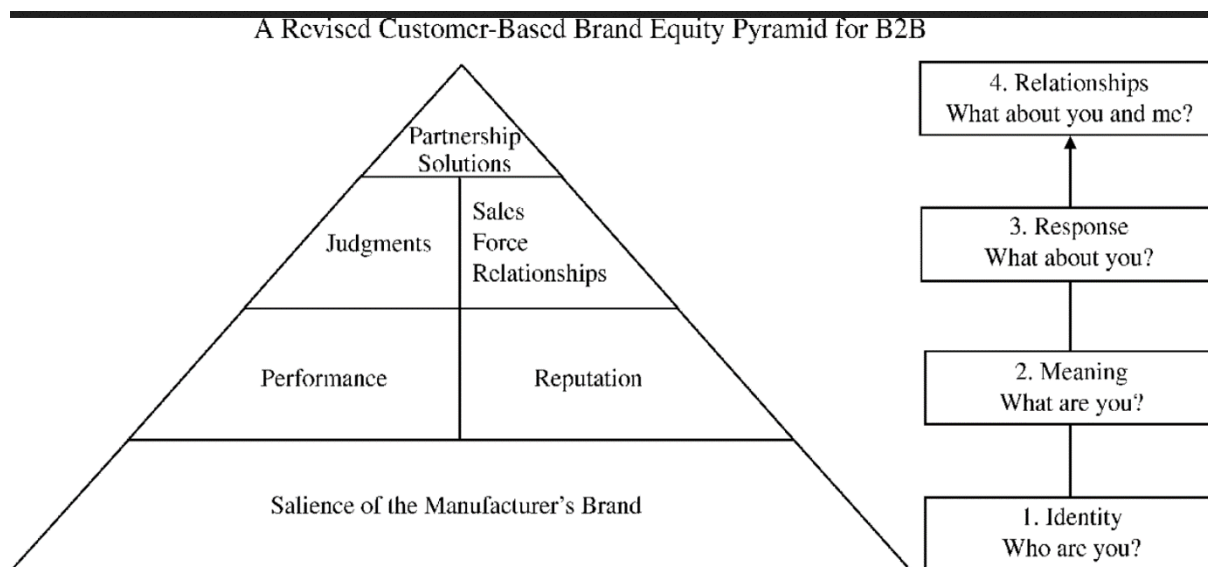 A Revised Customer-Based Brand Equity Pyramid for B2B
Partnership
Solutions
Judgments
Sales
Force
Relationships
Performance
Reputation
Salience of the Manufacturer's Brand
4. Relationships
What about you and me?
3. Response
What about you?
2. Meaning
What are you?
1. Identity
Who are you?